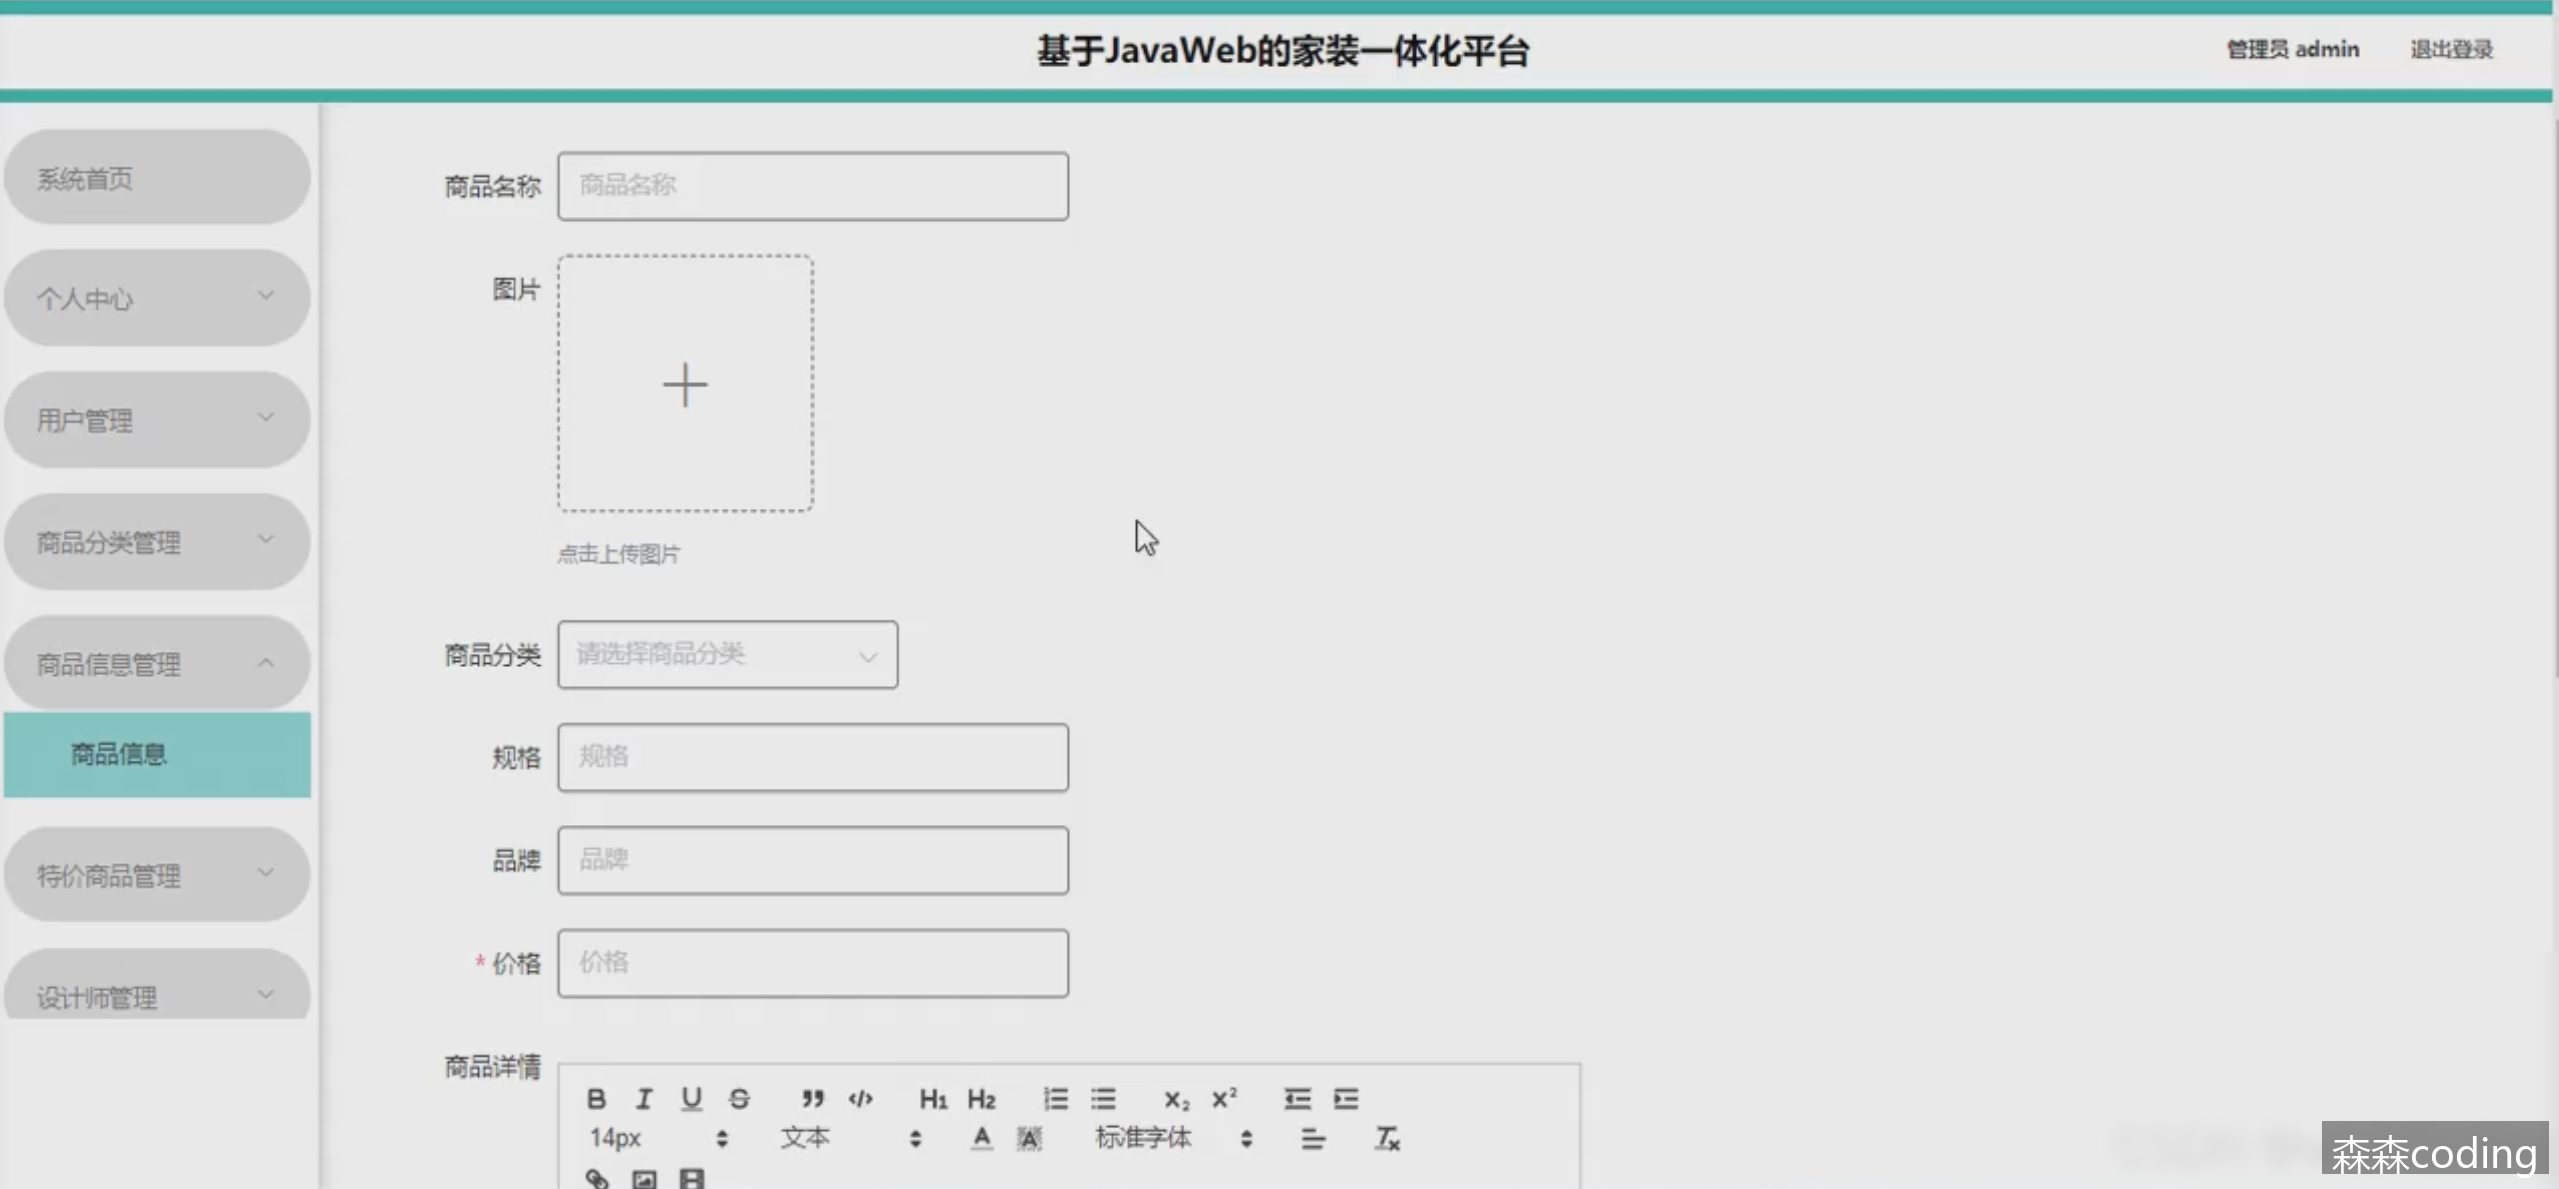 基于JavaWeb的家装一体化平台
管理员 admin
退出登录
系统首页
个人中心
用户管理
商品分类管理
商品信息管理
商品信息
特价商品管理
设计师管理
商品名称
商品名称
图片
点击上传图片
商品分类
请选择商品分类
规格
规格
品牌
品牌
* 价格
价格
商品详情
B I U S H1 H2 x₂ x²
14px 文本 A A 标准字体 Tx
森森coding